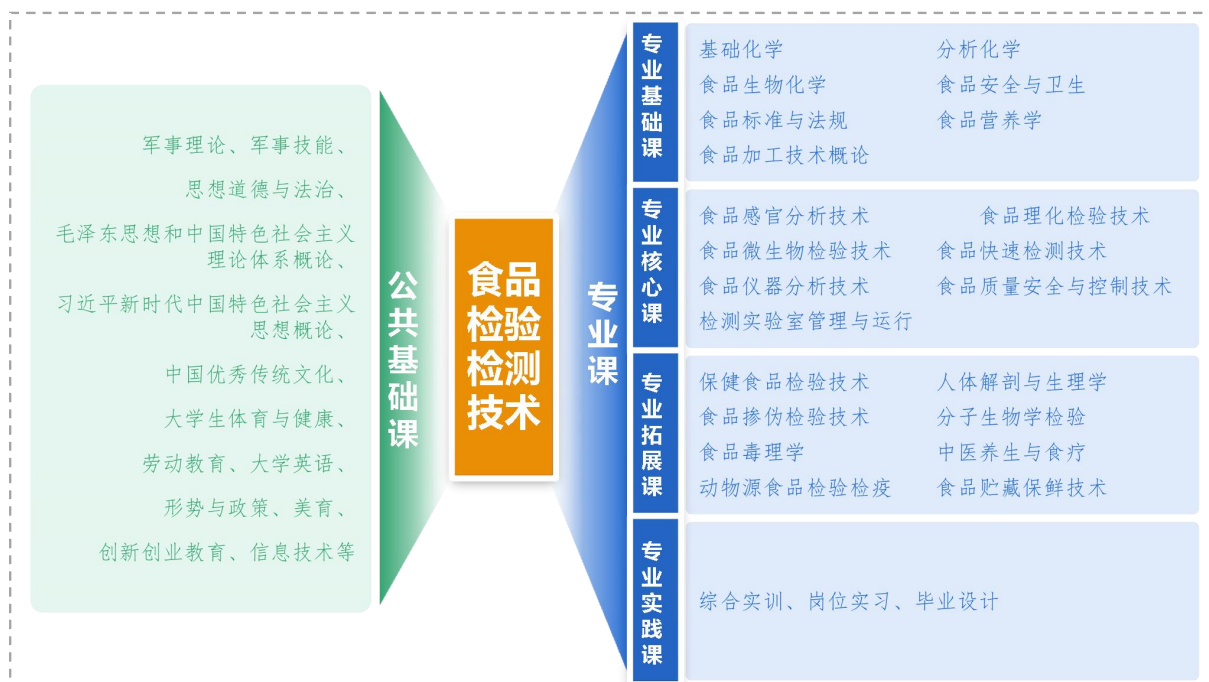 军事理论、军事技能、
思想道德与法治、
毛泽东思想和中国特色社会主义
理论体系概论、
习近平新时代中国特色社会主义
思想概论、
中国优秀传统文化、
大学生体育与健康、
劳动教育、大学英语、
形势与政策、美育、
创新创业教育、信息技术等
公共基础课
食品
检验
检测
技术
专业课
专业基础课
基础化学 分析化学
食品生物化学 食品安全与卫生
食品标准与法规 食品营养学
食品加工技术概论
专业核心课
食品感官分析技术 食品理化检验技术
食品微生物检验技术 食品快速检测技术
食品仪器分析技术 食品质量安全与控制技术
检测实验室管理与运行
专业拓展课
保健食品检验技术 人体解剖与生理学
食品掺伪检验技术 分子生物学检验
食品毒理学 中医养生与食疗
动物源食品检验检疫 食品贮藏保鲜技术
专业实践课
综合实训、岗位实习、毕业设计